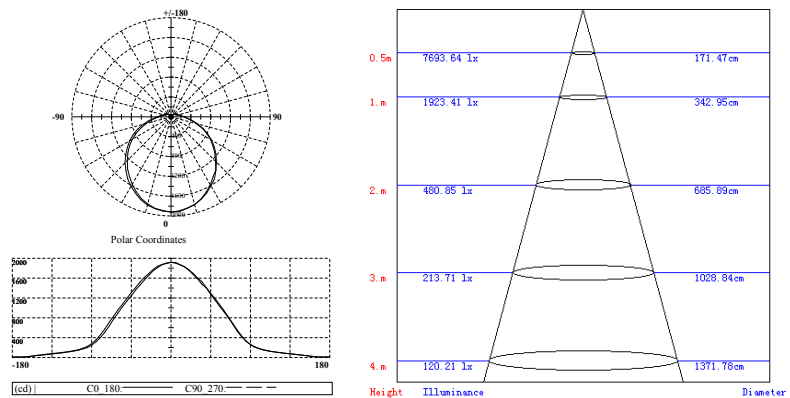 +/-180
-90
90
0
Polar Coordinates
2000
1600
1200
800
400
-180
180
(cd) | C0_180: C90_270:
0.5m 7693.64 lx 171.47cm
1.m 1923.41 lx 342.95cm
2.m 480.85 lx 685.89cm
3.m 213.71 lx 1028.84cm
4.m 120.21 lx 1371.78cm
Height Illuminance Diameter